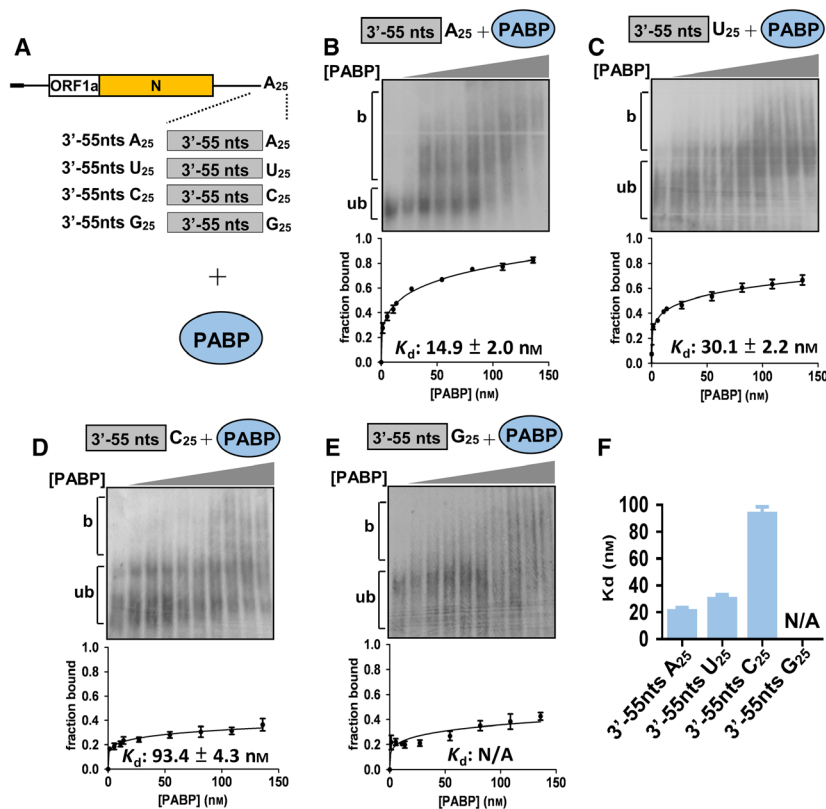 A
ORF1a N A25
3'-55nts A25 3'-55 nts A25
3'-55nts U25 3'-55 nts U25
3'-55nts C25 3'-55 nts C25
3'-55nts G25 3'-55 nts G25
+
PABP
B
3'-55 nts A25 + PABP
[PABP]
b
ub
1.0
0.8
0.6
0.4
0.2
0.0
fraction bound
Kd: 14.9 ± 2.0 nM
0 50 100 150
[PABP] (nM)
C
3'-55 nts U25 + PABP
[PABP]
b
ub
1.0
0.8
0.6
0.4
0.2
0.0
fraction bound
Kd: 30.1 ± 2.2 nM
0 50 100 150
[PABP] (nM)
D
3'-55 nts C25 + PABP
[PABP]
b
ub
1.0
0.8
0.6
0.4
0.2
0.0
fraction bound
Kd: 93.4 ± 4.3 nM
0 50 100 150
[PABP] (nM)
E
3'-55 nts G25 + PABP
[PABP]
b
ub
1.0
0.8
0.6
0.4
0.2
0.0
fraction bound
Kd: N/A
0 50 100 150
[PABP] (nM)
F
100
80
60
40
20
0
Kd (nM)
N/A
3'-55nts A25
3'-55nts U25
3'-55nts C25
3'-55nts G25